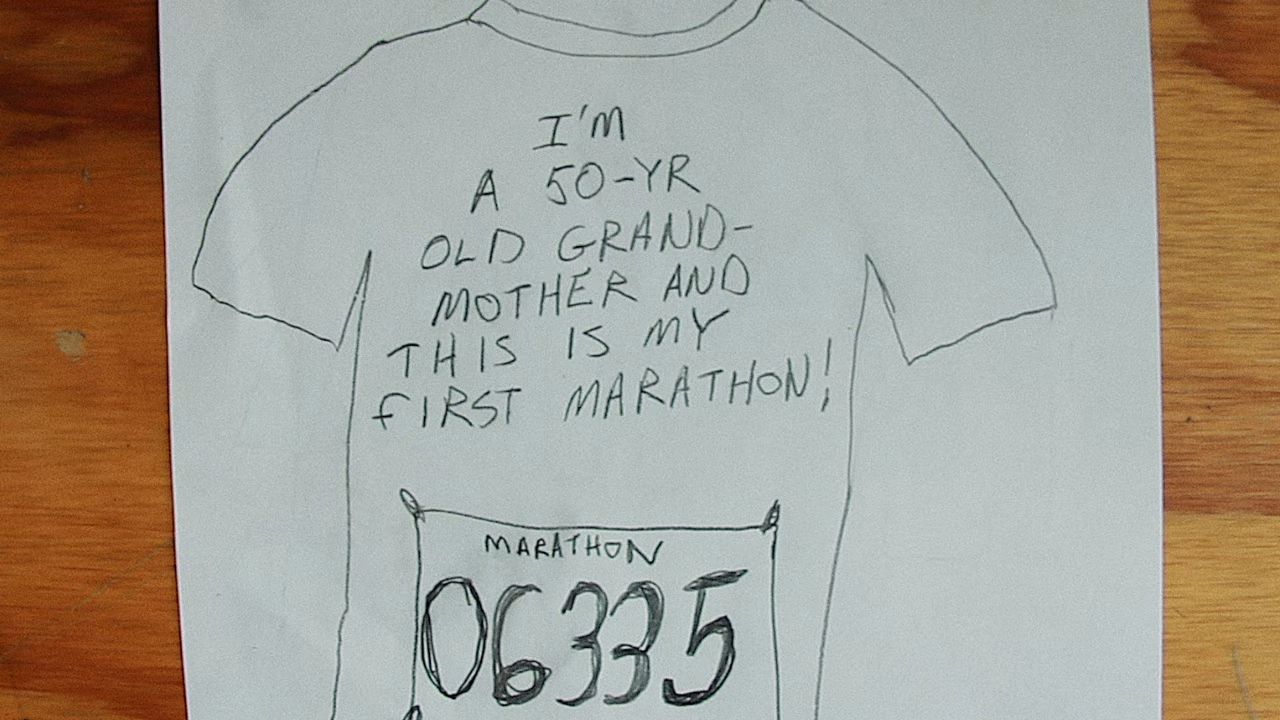 I'M
A 50-YR
OLD GRAND-
MOTHER AND
THIS IS MY
FIRST MARATHON!
MARATHON
06335